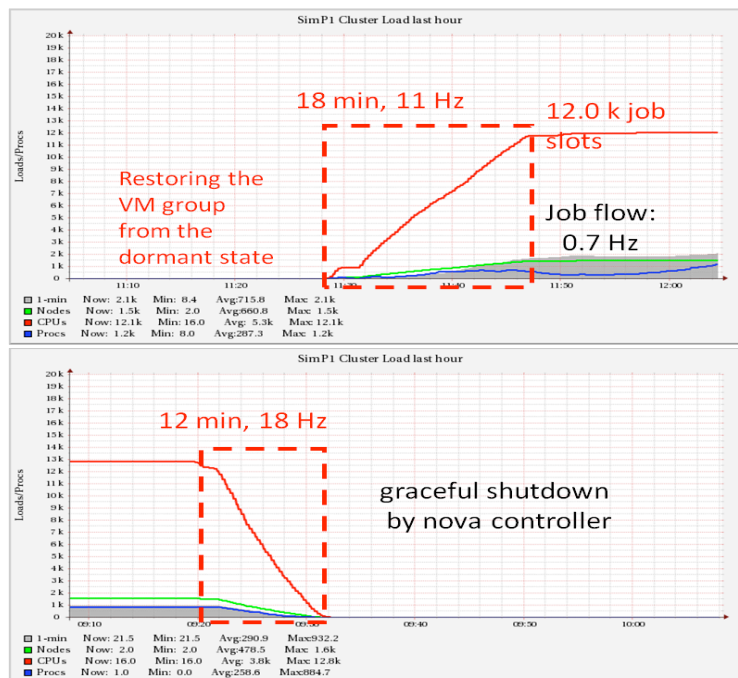 SimP1 Cluster Load last hour
20 k
19 k
18 k
17 k
16 k
15 k
14 k
13 k
12 k
11 k
10 k
9 k
8 k
7 k
6 k
5 k
4 k
3 k
2 k
1 k
0
Loads/Procs
18 min, 11 Hz
12.0 k job
slots
Restoring the
VM group
from the
dormant state
Job flow:
0.7 Hz
11:10 11:20 11:30 11:40 11:50 12:00
1-min Now: 2.1k Min: 8.4 Avg:715.8 Max: 2.1k
Nodes Now: 1.5k Min: 2.0 Avg:660.8 Max: 1.5k
CPUs Now: 12.1k Min: 16.0 Avg: 5.3k Max: 12.1k
Procs Now: 1.2k Min: 8.0 Avg:287.3 Max: 1.2k
SimP1 Cluster Load last hour
20 k
19 k
18 k
17 k
16 k
15 k
14 k
13 k
12 k
11 k
10 k
9 k
8 k
7 k
6 k
5 k
4 k
3 k
2 k
1 k
0
Loads/Procs
12 min, 18 Hz
graceful shutdown
by nova controller
09:10 09:20 09:30 09:40 09:50 10:00
1-min Now: 21.5 Min: 21.5 Avg:290.9 Max:932.2
Nodes Now: 2.0 Min: 2.0 Avg:478.5 Max: 1.6k
CPUs Now: 16.0 Min: 16.0 Avg: 3.8k Max: 12.8k
Procs Now: 1.0 Min: 0.0 Avg:258.6 Max:884.7